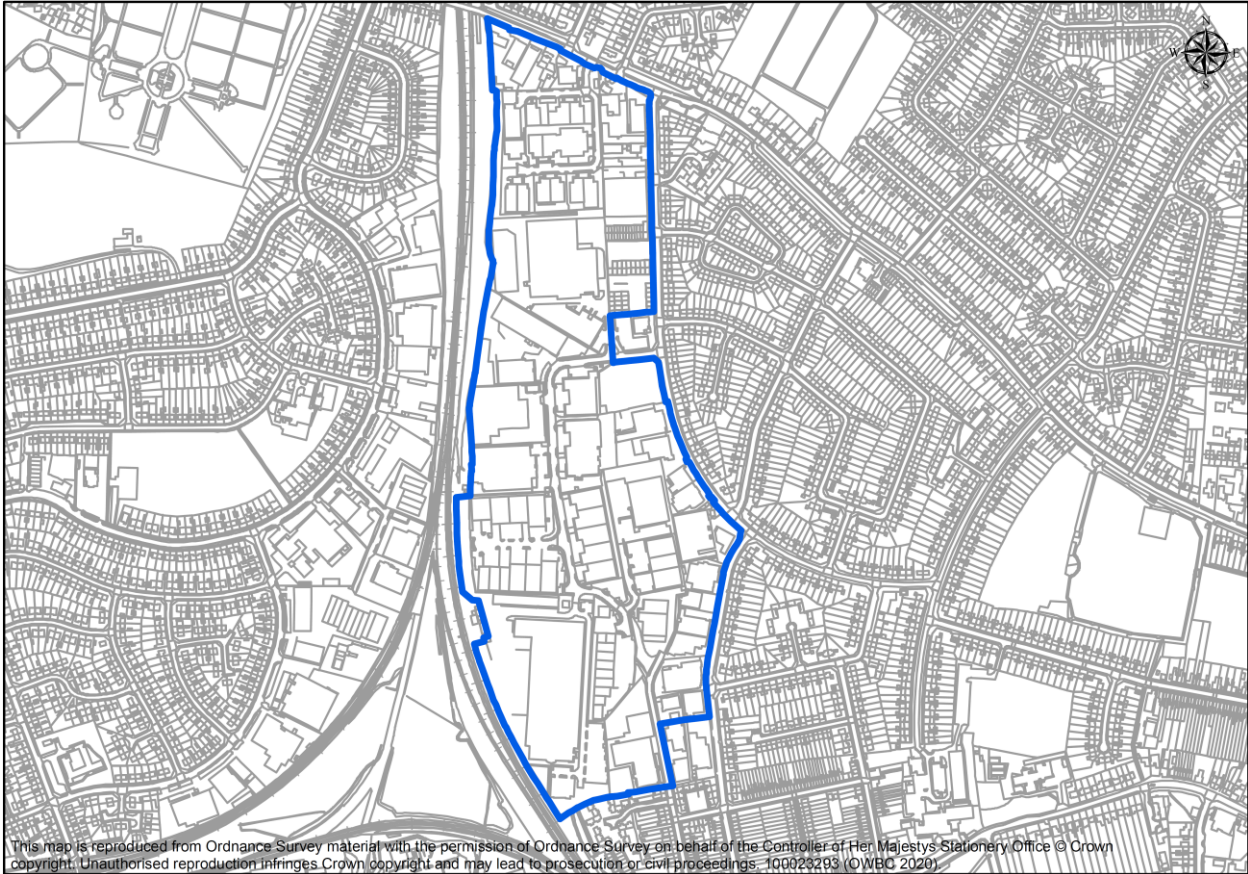 N
W E
S
This map is reproduced from Ordnance Survey material with the permission of Ordnance Survey on behalf of the Controller of Her Majestys Stationery Office © Crown
copyright. Unauthorised reproduction infringes Crown copyright and may lead to prosecution or civil proceedings. 100023293 (OWBC 2020).